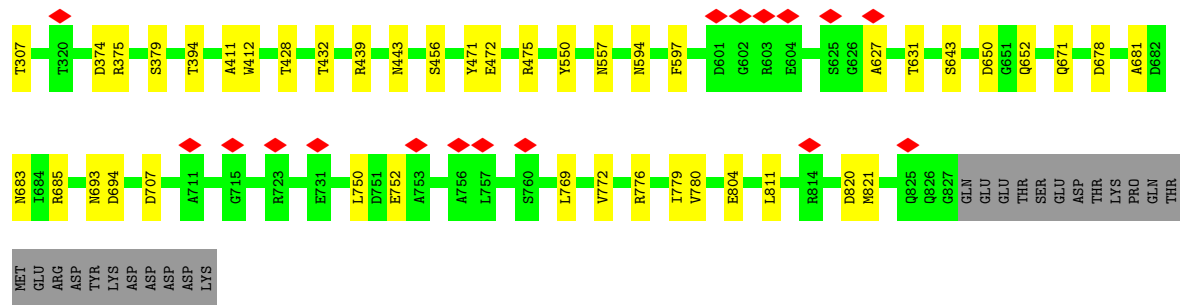 T307 T320 D374 R375 S379 T394 A411 W412 T428 T432 R439 N443 S456 Y471 E472 R475 Y550 N557 N594 F597 D601 G602 R603 E604 S625 G626 A627 T631 S643 D650 G651 Q652 Q671 D678 A681 D682
N683 I684 R685 N693 D694 D707 A711 G715 R723 E731 L750 D751 E752 A753 A756 L757 S760 L769 V772 R776 I779 V780 E804 L811 R814 D820 M821 Q825 Q826 G827 GLN GLU GLU THR SER GLU ASP THR LYS PRO GLN THR
MET GLU ARG ASP TYR LYS ASP ASP ASP ASP LYS